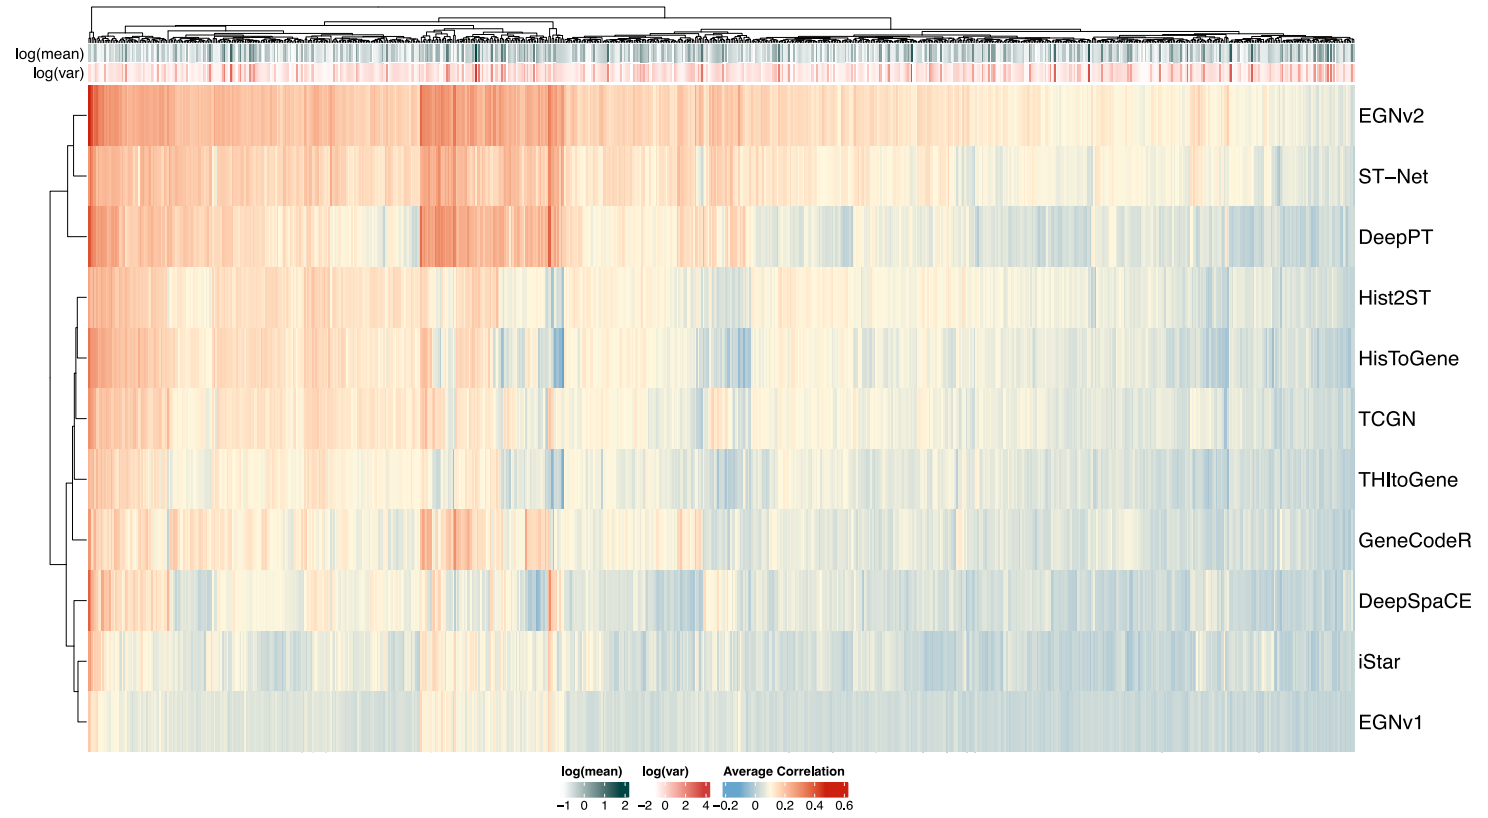 log(mean)
log(var)
EGNv2
ST−Net
DeepPT
Hist2ST
HisToGene
TCGN
THItoGene
GeneCodeR
DeepSpaCE
iStar
EGNv1
log(mean) log(var) Average Correlation
−1 0 1 2 −2 0 2 4 −0.2 0 0.2 0.4 0.6